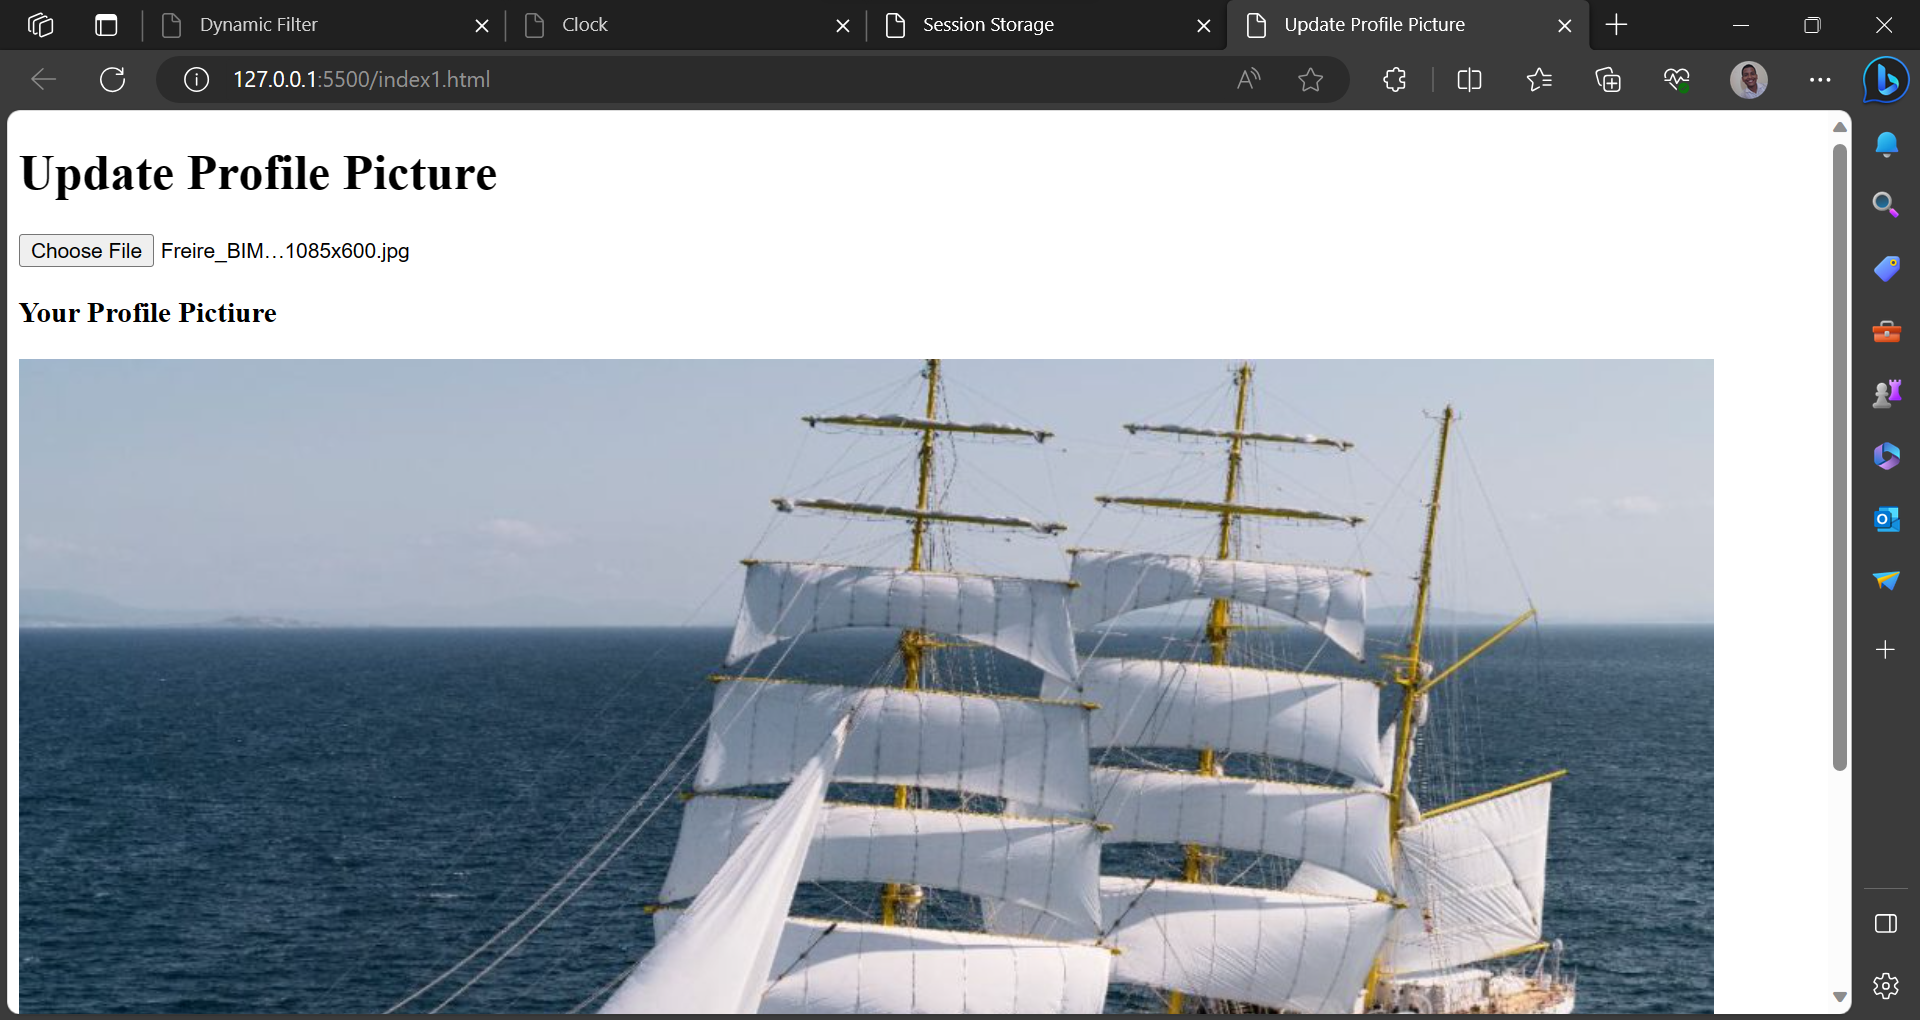 Dynamic Filter
Clock
Session Storage
Update Profile Picture
127.0.0.1:5500/index1.html
Update Profile Picture
Choose File Freire_BIM…1085x600.jpg
Your Profile Pictiure